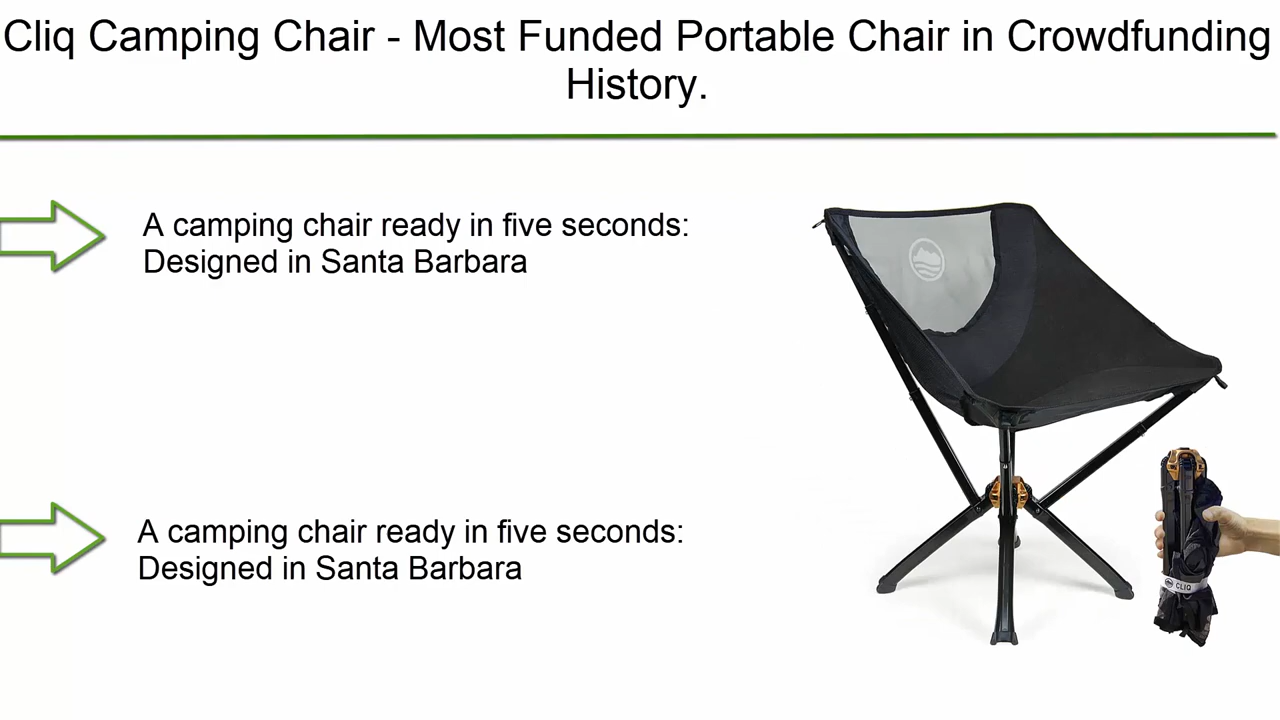 Cliq Camping Chair - Most Funded Portable Chair in Crowdfunding
History.
A camping chair ready in five seconds:
Designed in Santa Barbara
A camping chair ready in five seconds:
Designed in Santa Barbara
CLIQ